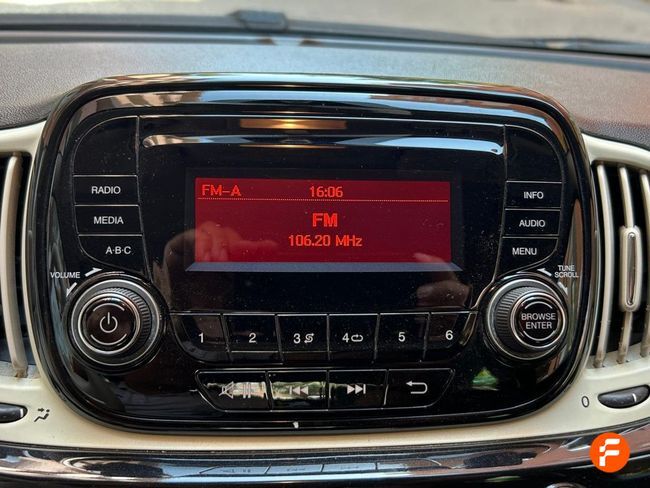 RADIO
MEDIA
A·B·C
VOLUME
FM-A 16:06
FM
106.20 MHz
INFO
AUDIO
MENU
TUNE
SCROLL
BROWSE
ENTER
1 2 3 4 5 6
0